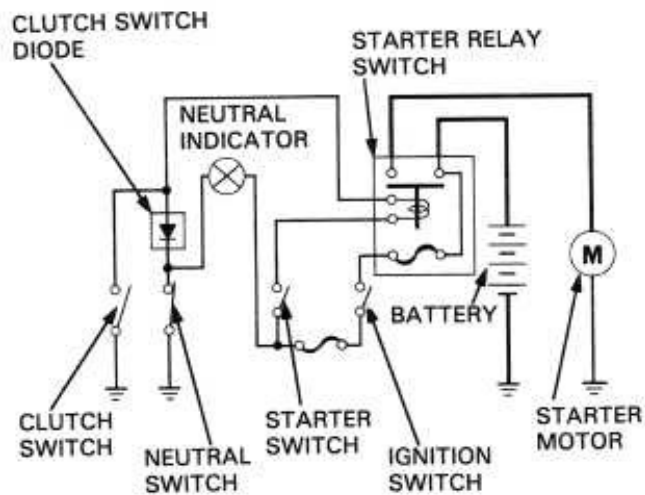 CLUTCH SWITCH
DIODE
STARTER RELAY
SWITCH
NEUTRAL
INDICATOR
M
BATTERY
CLUTCH
SWITCH
NEUTRAL
SWITCH
STARTER
SWITCH
IGNITION
SWITCH
STARTER
MOTOR